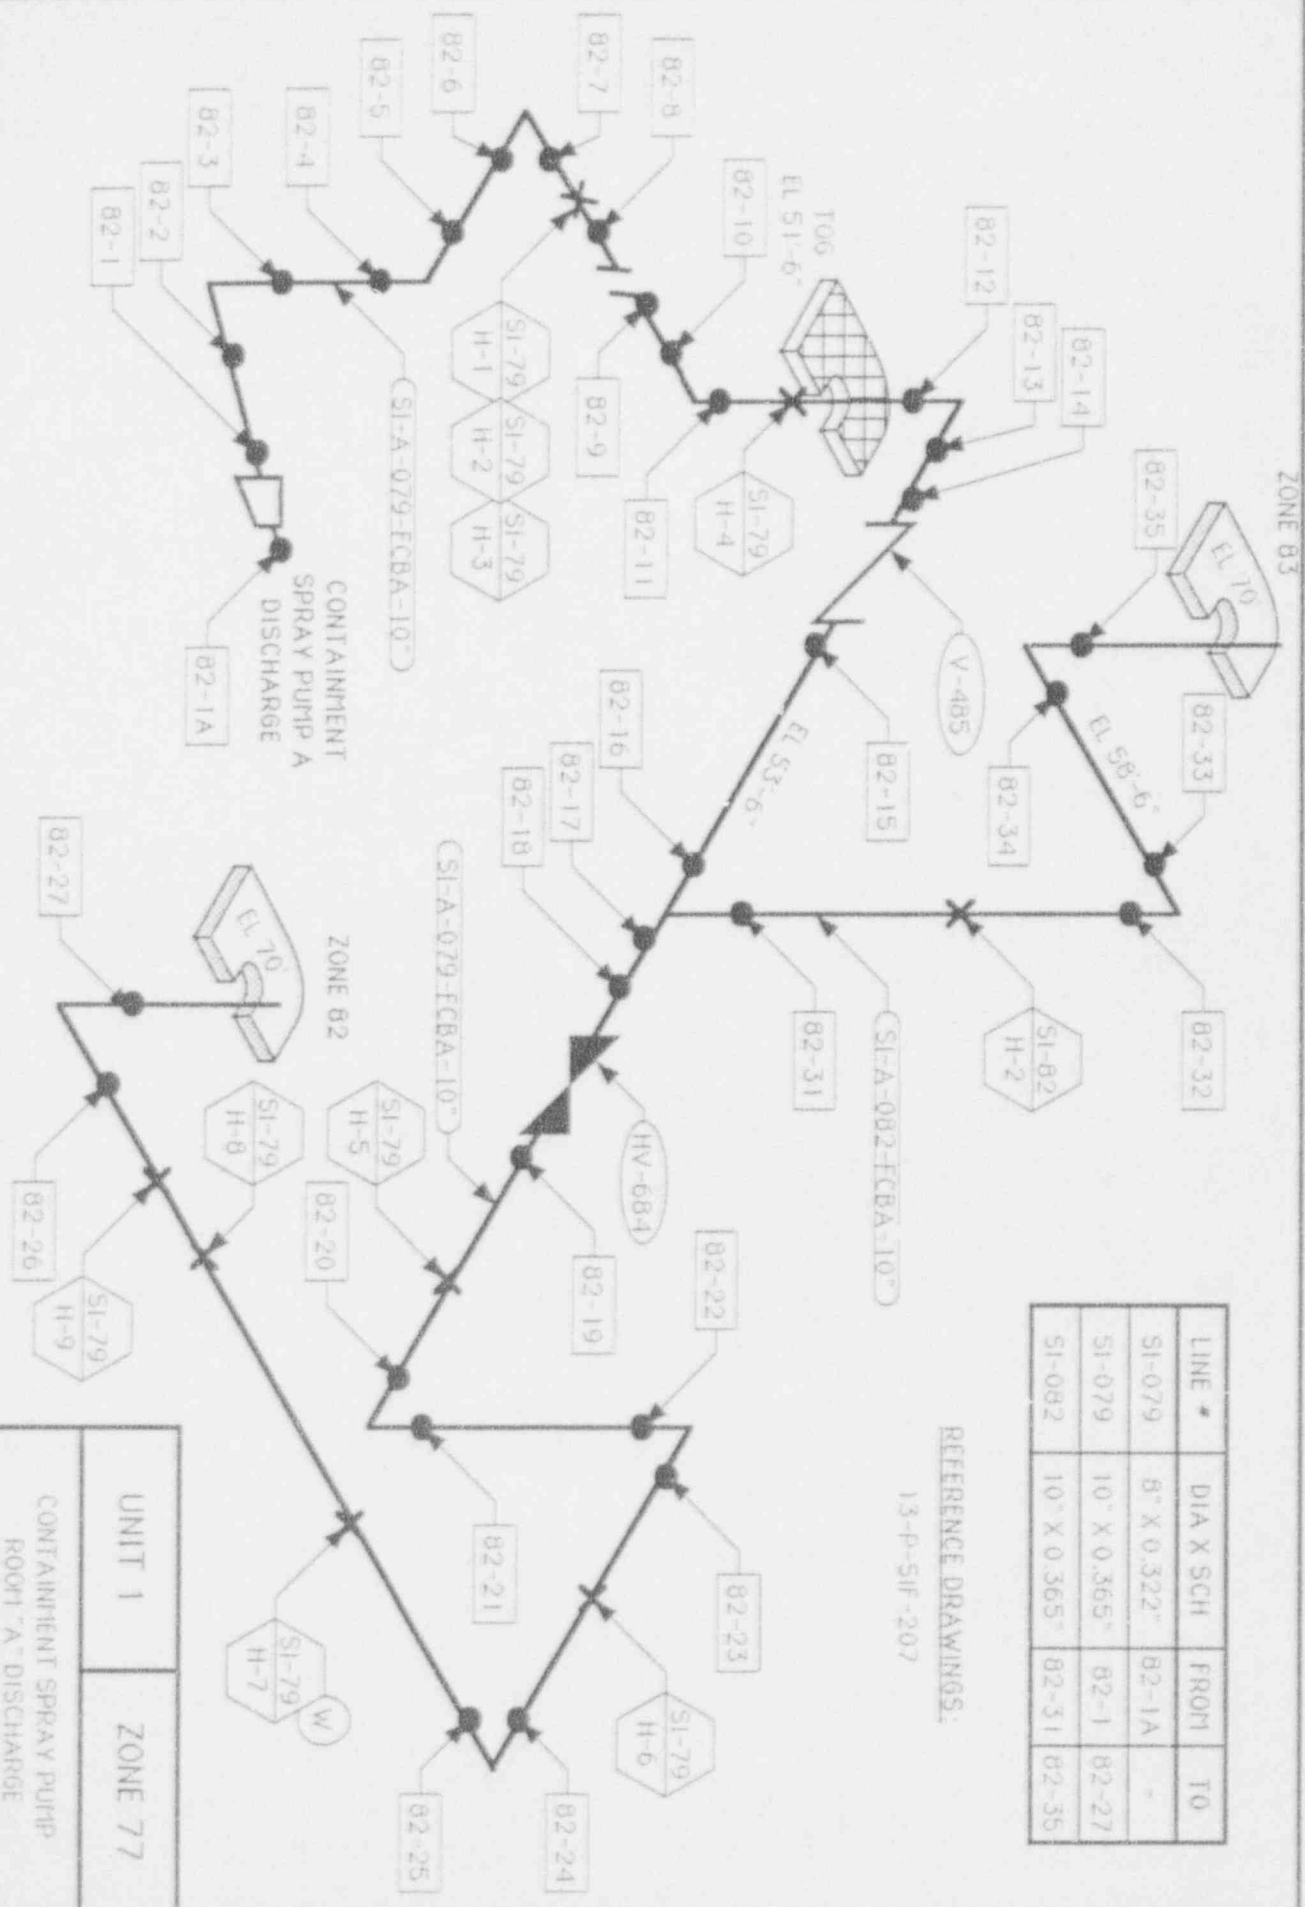 ZONE 83
EL 70'
82-35
82-33
EL 58'-6"
82-34
82-32
SI-82
H-2
SI-A-082-FCBA-10"
82-31
82-12
82-13
82-14
V-485
82-15
EL 53'-6"
TOG
EL 51'-6"
82-10
SI-79
H-4
82-11
82-9
82-8
82-7
82-6
82-5
82-4
82-3
82-2
82-1
SI-79
H-1
SI-79
H-2
SI-79
H-3
SI-A-079-FCBA-10"
CONTAINMENT
SPRAY PUMP A
DISCHARGE
82-1A
82-16
82-17
82-18
HV-684
82-19
SI-A-079-FCBA-10"
SI-79
H-5
82-20
82-22
82-21
82-23
SI-79
H-6
82-24
82-25
SI-79
H-7
W
SI-79
H-8
SI-79
H-9
82-26
82-27
ZONE 82
EL 70'
LINE # DIA X SCH FROM TO
SI-079 8" X 0.322" 82-1A -
SI-079 10" X 0.365" 82-1 82-27
SI-082 10" X 0.365" 82-31 82-35
REFERENCE DRAWINGS:
13-P-SIF-207
UNIT 1
ZONE 77
CONTAINMENT SPRAY PUMP
ROOM "A" DISCHARGE